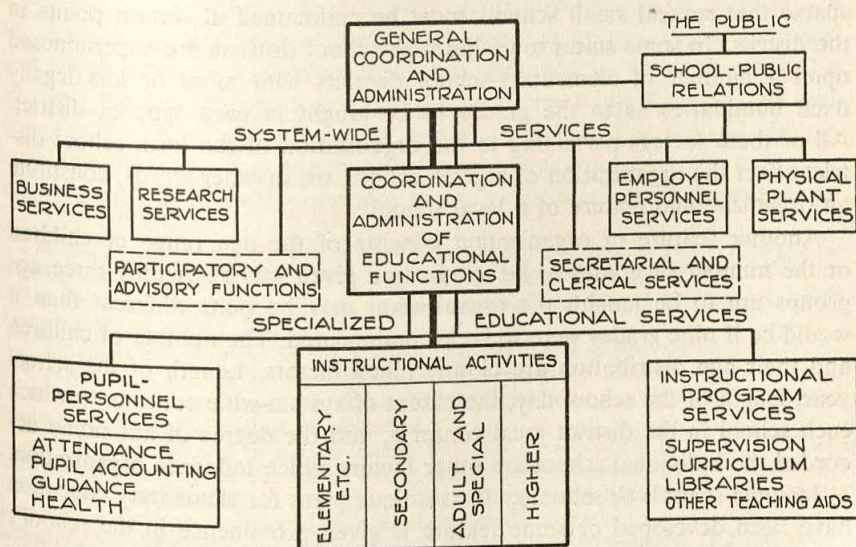 GENERAL
COORDINATION
AND
ADMINISTRATION
THE PUBLIC
SCHOOL-PUBLIC
RELATIONS
SYSTEM-WIDE SERVICES
BUSINESS
SERVICES
RESEARCH
SERVICES
COORDINATION
AND
ADMINISTRATION
OF
EDUCATIONAL
FUNCTIONS
EMPLOYED
PERSONNEL
SERVICES
PHYSICAL
PLANT
SERVICES
PARTICIPATORY AND
ADVISORY FUNCTIONS
SECRETARIAL AND
CLERICAL SERVICES
SPECIALIZED EDUCATIONAL SERVICES
PUPIL-
PERSONNEL
SERVICES
ATTENDANCE
PUPIL ACCOUNTING
GUIDANCE
HEALTH
INSTRUCTIONAL ACTIVITIES
ELEMENTARY
ETC.
SECONDARY
ADULT AND
SPECIAL
HIGHER
INSTRUCTIONAL
PROGRAM
SERVICES
SUPERVISION
CURRICULUM
LIBRARIES
OTHER TEACHING AIDS